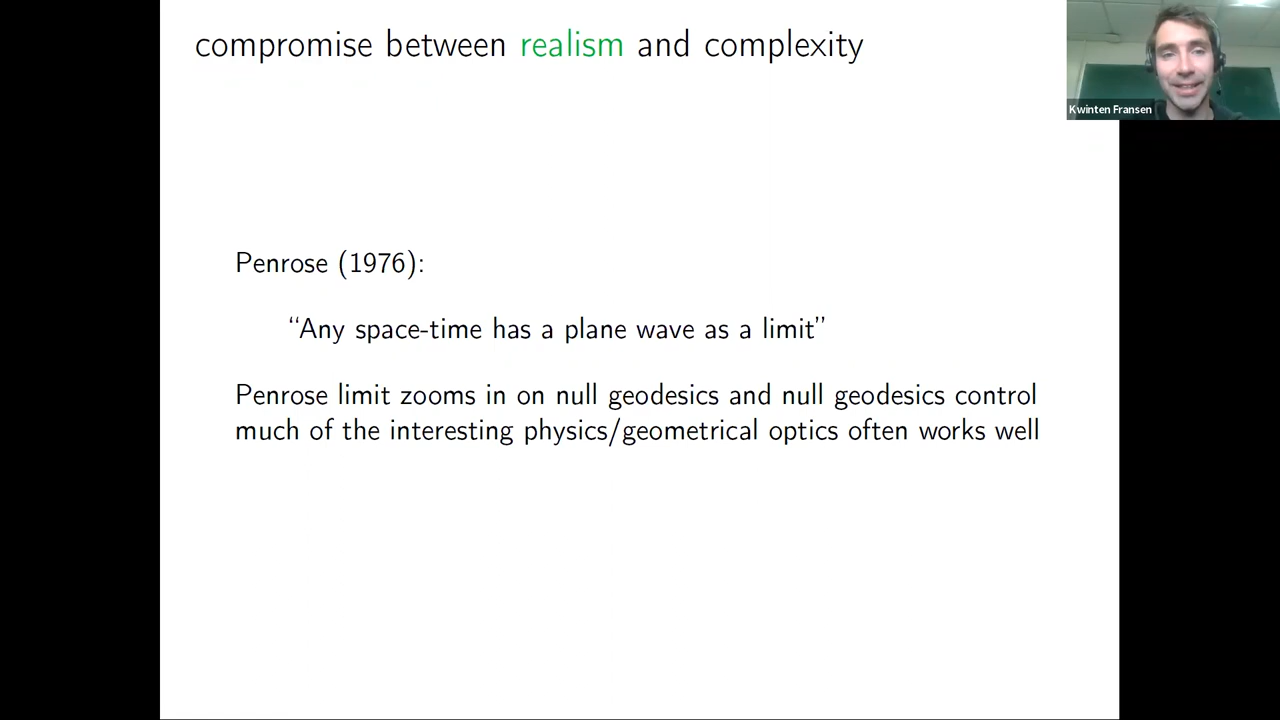 compromise between realism and complexity
Kwinten Fransen
Penrose (1976):
“Any space-time has a plane wave as a limit”
Penrose limit zooms in on null geodesics and null geodesics control
much of the interesting physics/geometrical optics often works well